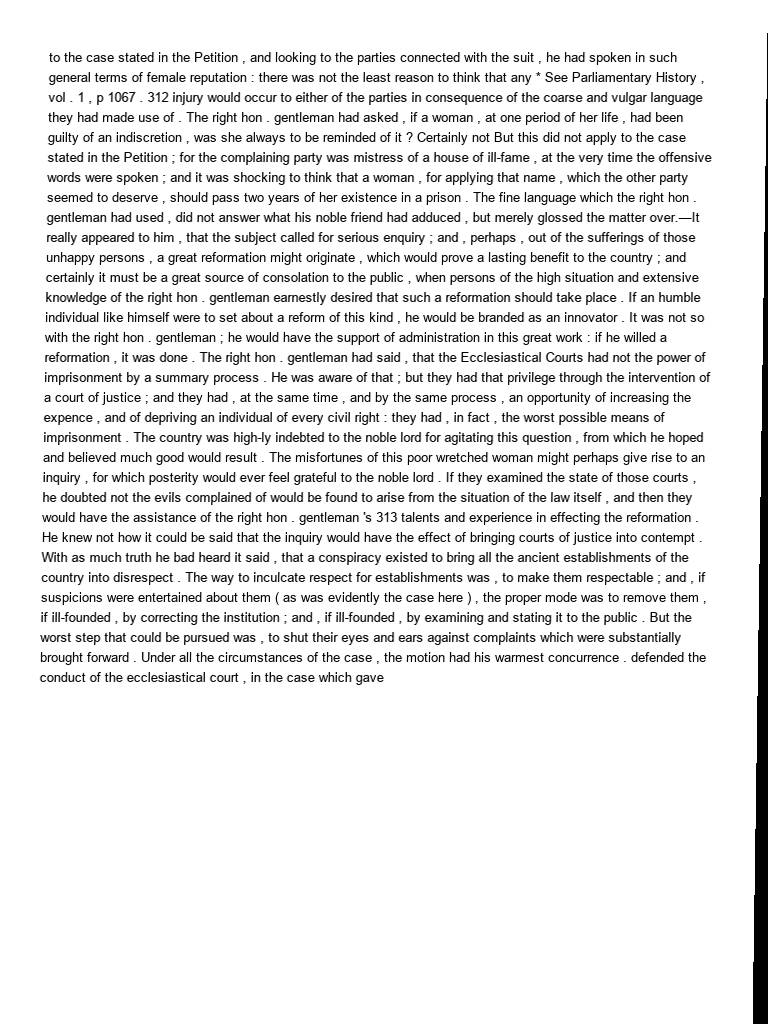 to the case stated in the Petition , and looking to the parties connected with the suit , he had spoken in such
general terms of female reputation : there was not the least reason to think that any * See Parliamentary History ,
vol . 1 , p 1067 . 312 injury would occur to either of the parties in consequence of the coarse and vulgar language
they had made use of . The right hon . gentleman had asked , if a woman , at one period of her life , had been
guilty of an indiscretion , was she always to be reminded of it ? Certainly not But this did not apply to the case
stated in the Petition ; for the complaining party was mistress of a house of ill-fame , at the very time the offensive
words were spoken ; and it was shocking to think that a woman , for applying that name , which the other party
seemed to deserve , should pass two years of her existence in a prison . The fine language which the right hon .
gentleman had used , did not answer what his noble friend had adduced , but merely glossed the matter over.—It
really appeared to him , that the subject called for serious enquiry ; and , perhaps , out of the sufferings of those
unhappy persons , a great reformation might originate , which would prove a lasting benefit to the country ; and
certainly it must be a great source of consolation to the public , when persons of the high situation and extensive
knowledge of the right hon . gentleman earnestly desired that such a reformation should take place . If an humble
individual like himself were to set about a reform of this kind , he would be branded as an innovator . It was not so
with the right hon . gentleman ; he would have the support of administration in this great work : if he willed a
reformation , it was done . The right hon . gentleman had said , that the Ecclesiastical Courts had not the power of
imprisonment by a summary process . He was aware of that ; but they had that privilege through the intervention of
a court of justice ; and they had , at the same time , and by the same process , an opportunity of increasing the
expence , and of depriving an individual of every civil right : they had , in fact , the worst possible means of
imprisonment . The country was high-ly indebted to the noble lord for agitating this question , from which he hoped
and believed much good would result . The misfortunes of this poor wretched woman might perhaps give rise to an
inquiry , for which posterity would ever feel grateful to the noble lord . If they examined the state of those courts ,
he doubted not the evils complained of would be found to arise from the situation of the law itself , and then they
would have the assistance of the right hon . gentleman 's 313 talents and experience in effecting the reformation .
He knew not how it could be said that the inquiry would have the effect of bringing courts of justice into contempt .
With as much truth he bad heard it said , that a conspiracy existed to bring all the ancient establishments of the
country into disrespect . The way to inculcate respect for establishments was , to make them respectable ; and , if
suspicions were entertained about them ( as was evidently the case here ) , the proper mode was to remove them ,
if ill-founded , by correcting the institution ; and , if ill-founded , by examining and stating it to the public . But the
worst step that could be pursued was , to shut their eyes and ears against complaints which were substantially
brought forward . Under all the circumstances of the case , the motion had his warmest concurrence . defended the
conduct of the ecclesiastical court , in the case which gave